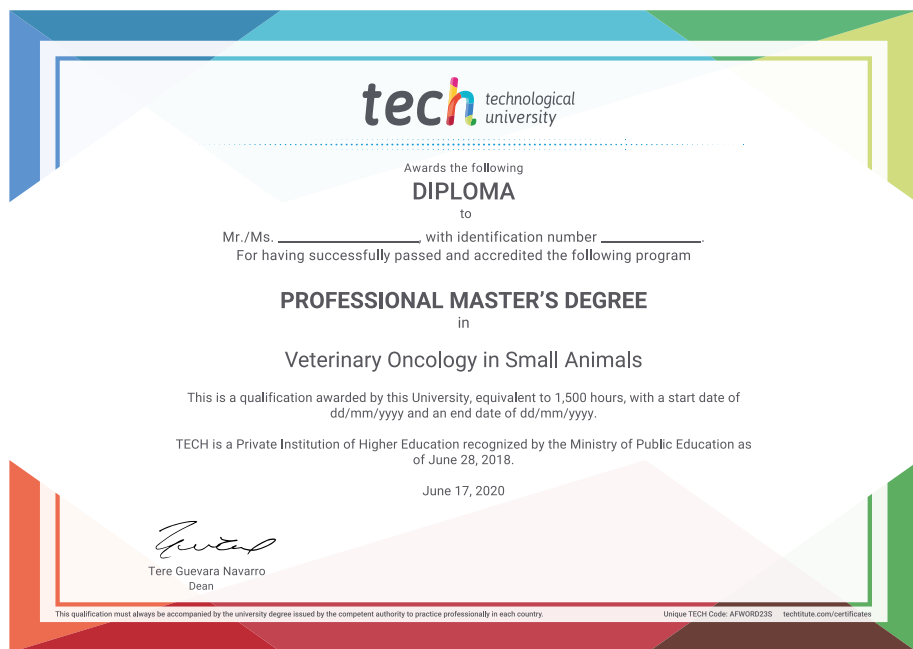 tech technological
university
Awards the following
DIPLOMA
to
Mr./Ms. ____________________, with identification number ______________.
For having successfully passed and accredited the following program
PROFESSIONAL MASTER'S DEGREE
in
Veterinary Oncology in Small Animals
This is a qualification awarded by this University, equivalent to 1,500 hours, with a start date of
dd/mm/yyyy and an end date of dd/mm/yyyy.
TECH is a Private Institution of Higher Education recognized by the Ministry of Public Education as
of June 28, 2018.
June 17, 2020
Tere Guevara Navarro
Dean
This qualification must always be accompanied by the university degree issued by the competent authority to practice professionally in each country. Unique TECH Code: AFWORD23S techtitute.com/certificates